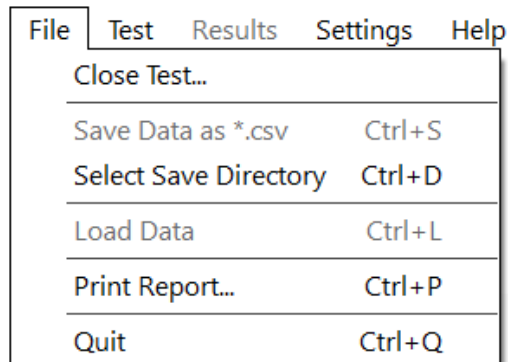 File Test Results Settings Help
Close Test...
Save Data as *.csv Ctrl+S
Select Save Directory Ctrl+D
Load Data Ctrl+L
Print Report... Ctrl+P
Quit Ctrl+Q